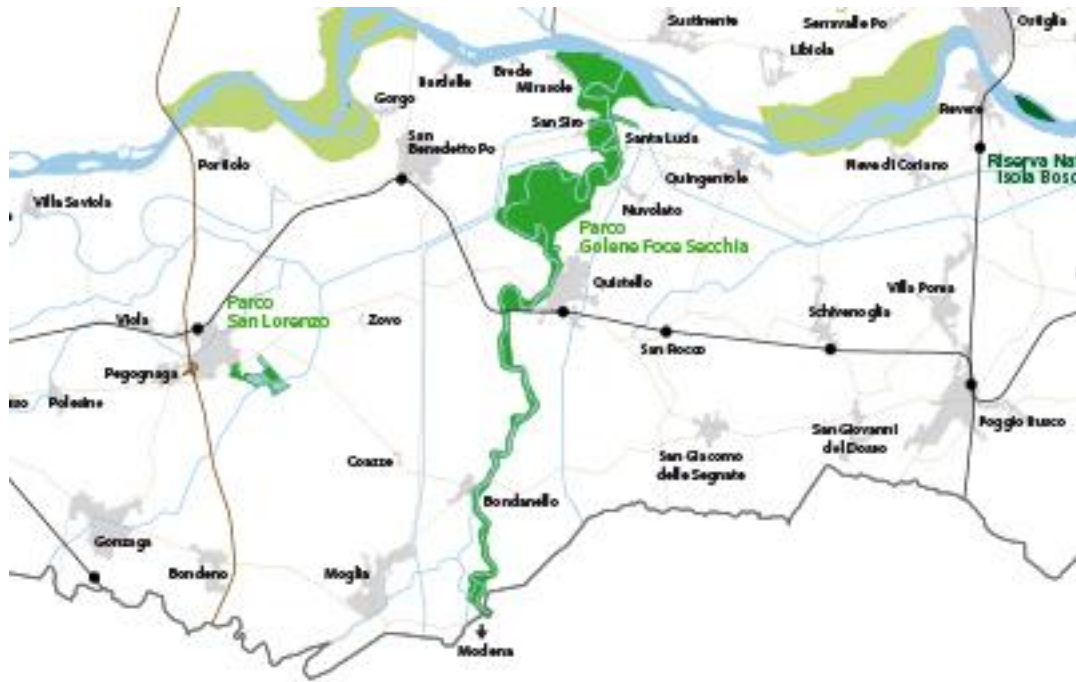 Sustinente
Serravalle Po
Ostiglia
Libiola
Bardelle
Brede
Mirasole
Gorgo
Revere
San
Benedetto Po
San Siro
Santa Lucia
Portiolo
Quingentole
Pieve di Coriano
Riserva Nat
Isola Bosc
Villa Saviola
Nuvolato
Parco
Golene Foce Secchia
Quistello
Villa Poma
Parco
San Lorenzo
Viola
Zovo
Schivenoglia
San Rocco
Pegognaga
Polesine
Poggio Rusco
San Giovanni
del Dosso
Coazze
San Giacomo
delle Segnate
Bondanello
Gonzaga
Bondeno
Moglia
Modena